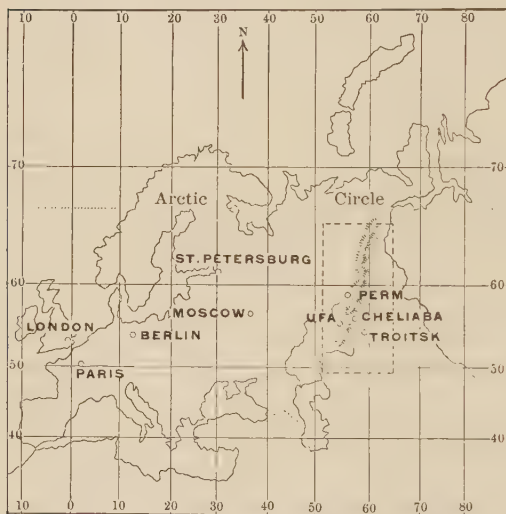 10 0 10 20 30 40 50 60 70 80
N
70 70
Arctic Circle
ST. PETERSBURG
60 60
PERM.
MOSCOW
UFA CHELIABA
LONDON
BERLIN TROITSK
50 50
PARIS
40 40
10 0 10 20 30 40 50 60 70 80